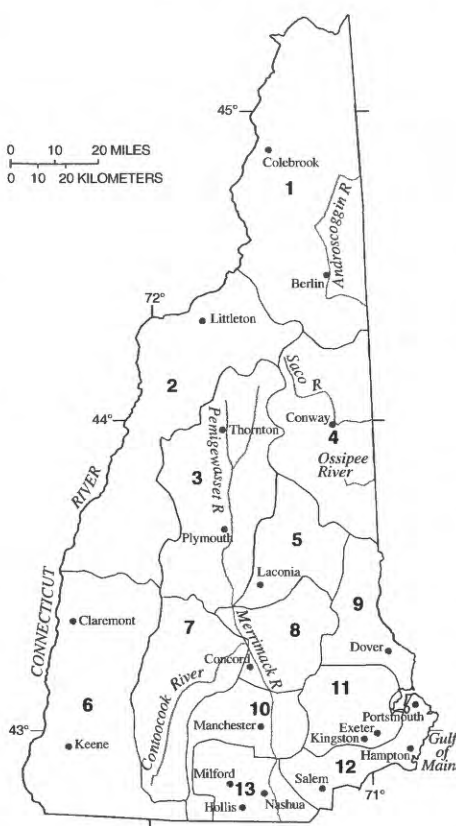 45°
0 10 20 MILES
0 10 20 KILOMETERS
Colebrook
1
Androscoggin R
Berlin
72°
Littleton
2
Saco R
44°
Pemigewasset R
Thornton
Conway
4
Ossipee
River
3
RIVER
Plymouth
5
Laconia
CONNECTICUT
9
Claremont
7
8
Merrimack R
Dover
Contoocook River
Concord
11
6
10
Portsmouth
43°
Manchester
Exeter
Kingston
Gulf
of
Maine
Keene
Hampton
12
Milford
13
Salem
71°
Hollis
Nashua